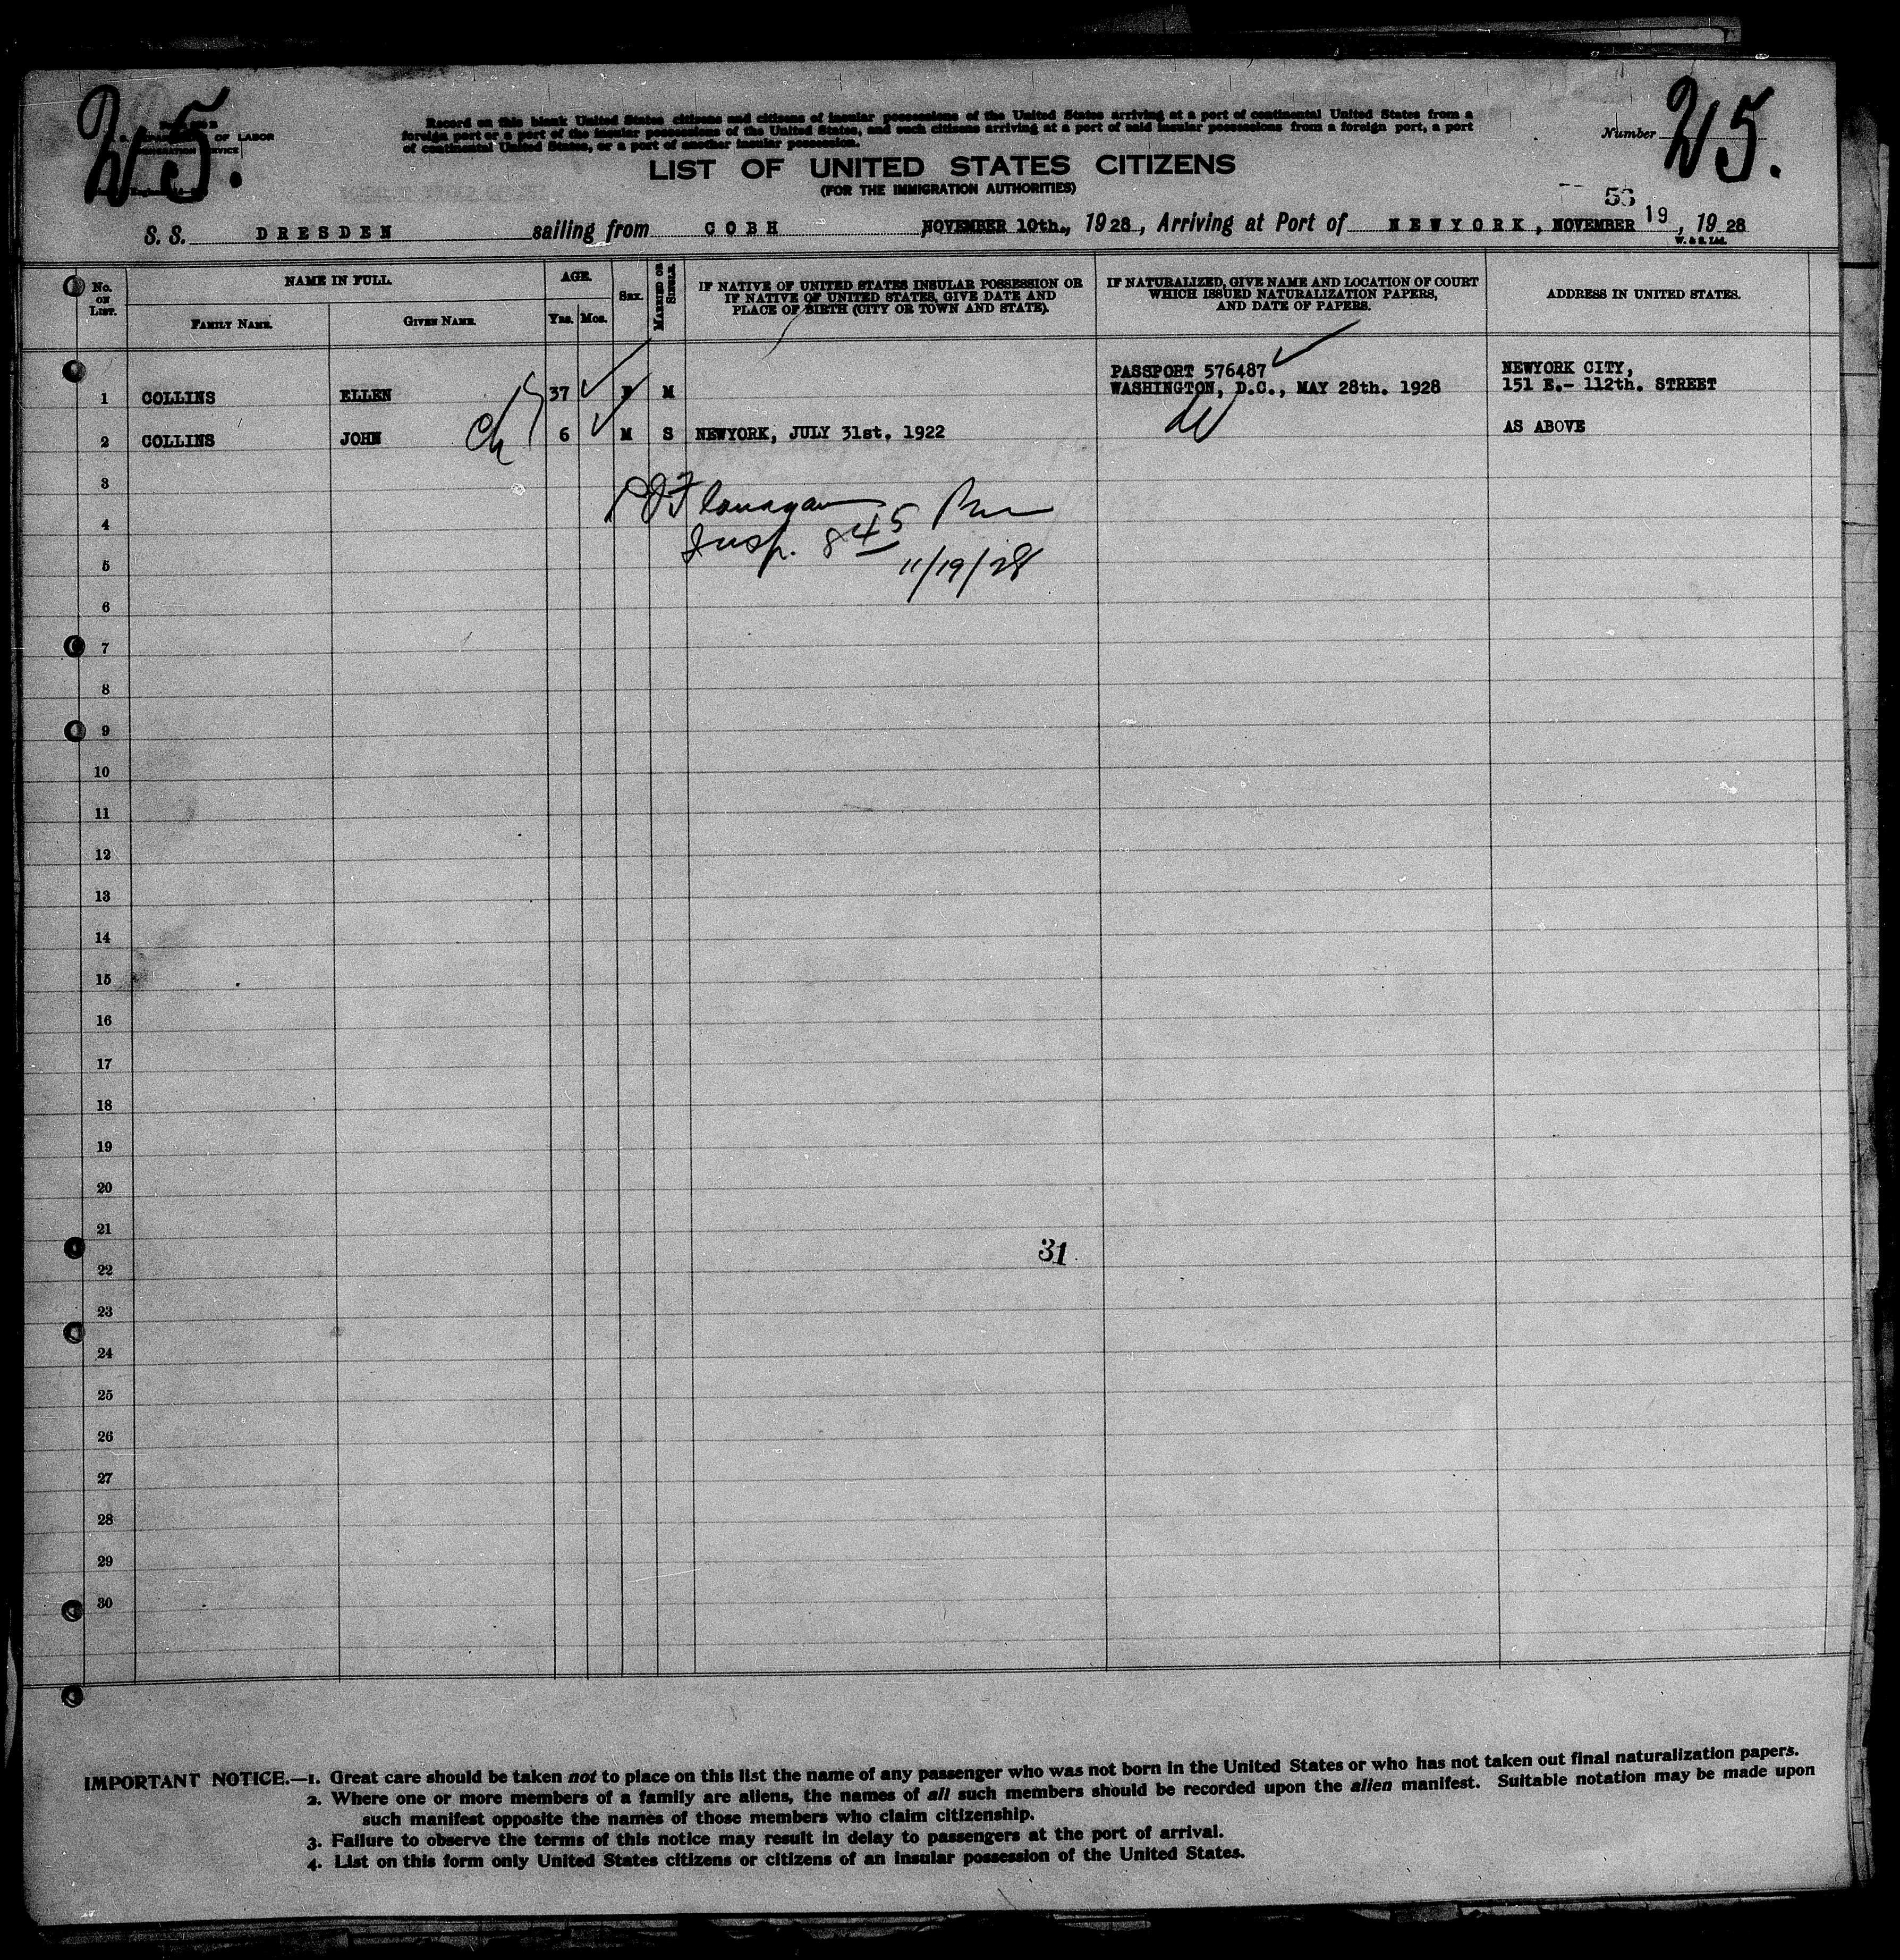 25.
OF LABOR
SERVICE
Record on this blank United States citizens and citizens of insular possessions of the United States arriving at a port of continental United States from a
foreign port or a port of the insular possessions of the United States, and such citizens arriving at a port of said insular possessions from a foreign port, a port
of continental United States, or a port of another insular possession.
Number 25.
LIST OF UNITED STATES CITIZENS
(FOR THE IMMIGRATION AUTHORITIES)
S. S. DRESDEN sailing from COBH NOVEMBER 10th., 1928, Arriving at Port of NEWYORK, NOVEMBER 19, 1928
W. & S. Ltd.
No. ON LIST. NAME IN FULL. AGE. SEX. MARRIED OR SINGLE. IF NATIVE OF UNITED STATES INSULAR POSSESSION OR IF NATIVE OF UNITED STATES, GIVE DATE AND PLACE OF BIRTH (CITY OR TOWN AND STATE). IF NATURALIZED, GIVE NAME AND LOCATION OF COURT WHICH ISSUED NATURALIZATION PAPERS, AND DATE OF PAPERS. ADDRESS IN UNITED STATES.
FAMILY NAME. GIVEN NAME. Yrs. Mos.
PASSPORT 576487 NEWYORK CITY,
1 COLLINS ELLEN 37 F M WASHINGTON, D.C., MAY 28th. 1928 151 E.- 112th. STREET
2 COLLINS JOHN 6 M S NEWYORK, JULY 31st. 1922 AS ABOVE
3
P J Flanagan
4
Insp. 8 45
5
11/19/28
6
7
8
9
10
11
12
13
14
15
16
17
18
19
20
21
31
22
23
24
25
26
27
28
29
30
IMPORTANT NOTICE.—1. Great care should be taken not to place on this list the name of any passenger who was not born in the United States or who has not taken out final naturalization papers.
2. Where one or more members of a family are aliens, the names of all such members should be recorded upon the alien manifest. Suitable notation may be made upon
such manifest opposite the names of those members who claim citizenship.
3. Failure to observe the terms of this notice may result in delay to passengers at the port of arrival.
4. List on this form only United States citizens or citizens of an insular possession of the United States.